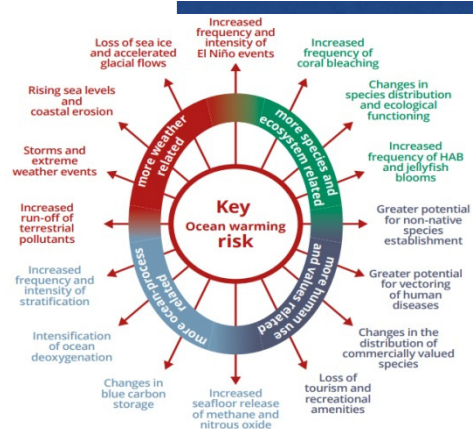 Increased
frequency and
intensity of
El Niño events
Increased
frequency of
coral bleaching
Changes in
species distribution
and ecological
functioning
Increased
frequency of HAB
and jellyfish
blooms
Greater potential
for non-native
species
establishment
Greater potential
for vectoring of
human
diseases
Changes in the
distribution of
commercially valued
species
Loss of
tourism and
recreational
amenities
Increased
seafloor release
of methane and
nitrous oxide
Changes in
blue carbon
storage
Intensification
of ocean
deoxygenation
Increased
frequency and
intensity of
stratification
Increased
run-off of
terrestrial
pollutants
Storms and
extreme
weather events
Rising sea levels
and
coastal erosion
Loss of sea ice
and accelerated
glacial flows
more weather
related
more species and
ecosystem related
more human use
and values related
more ocean-process
related
Key
Ocean warming
risk